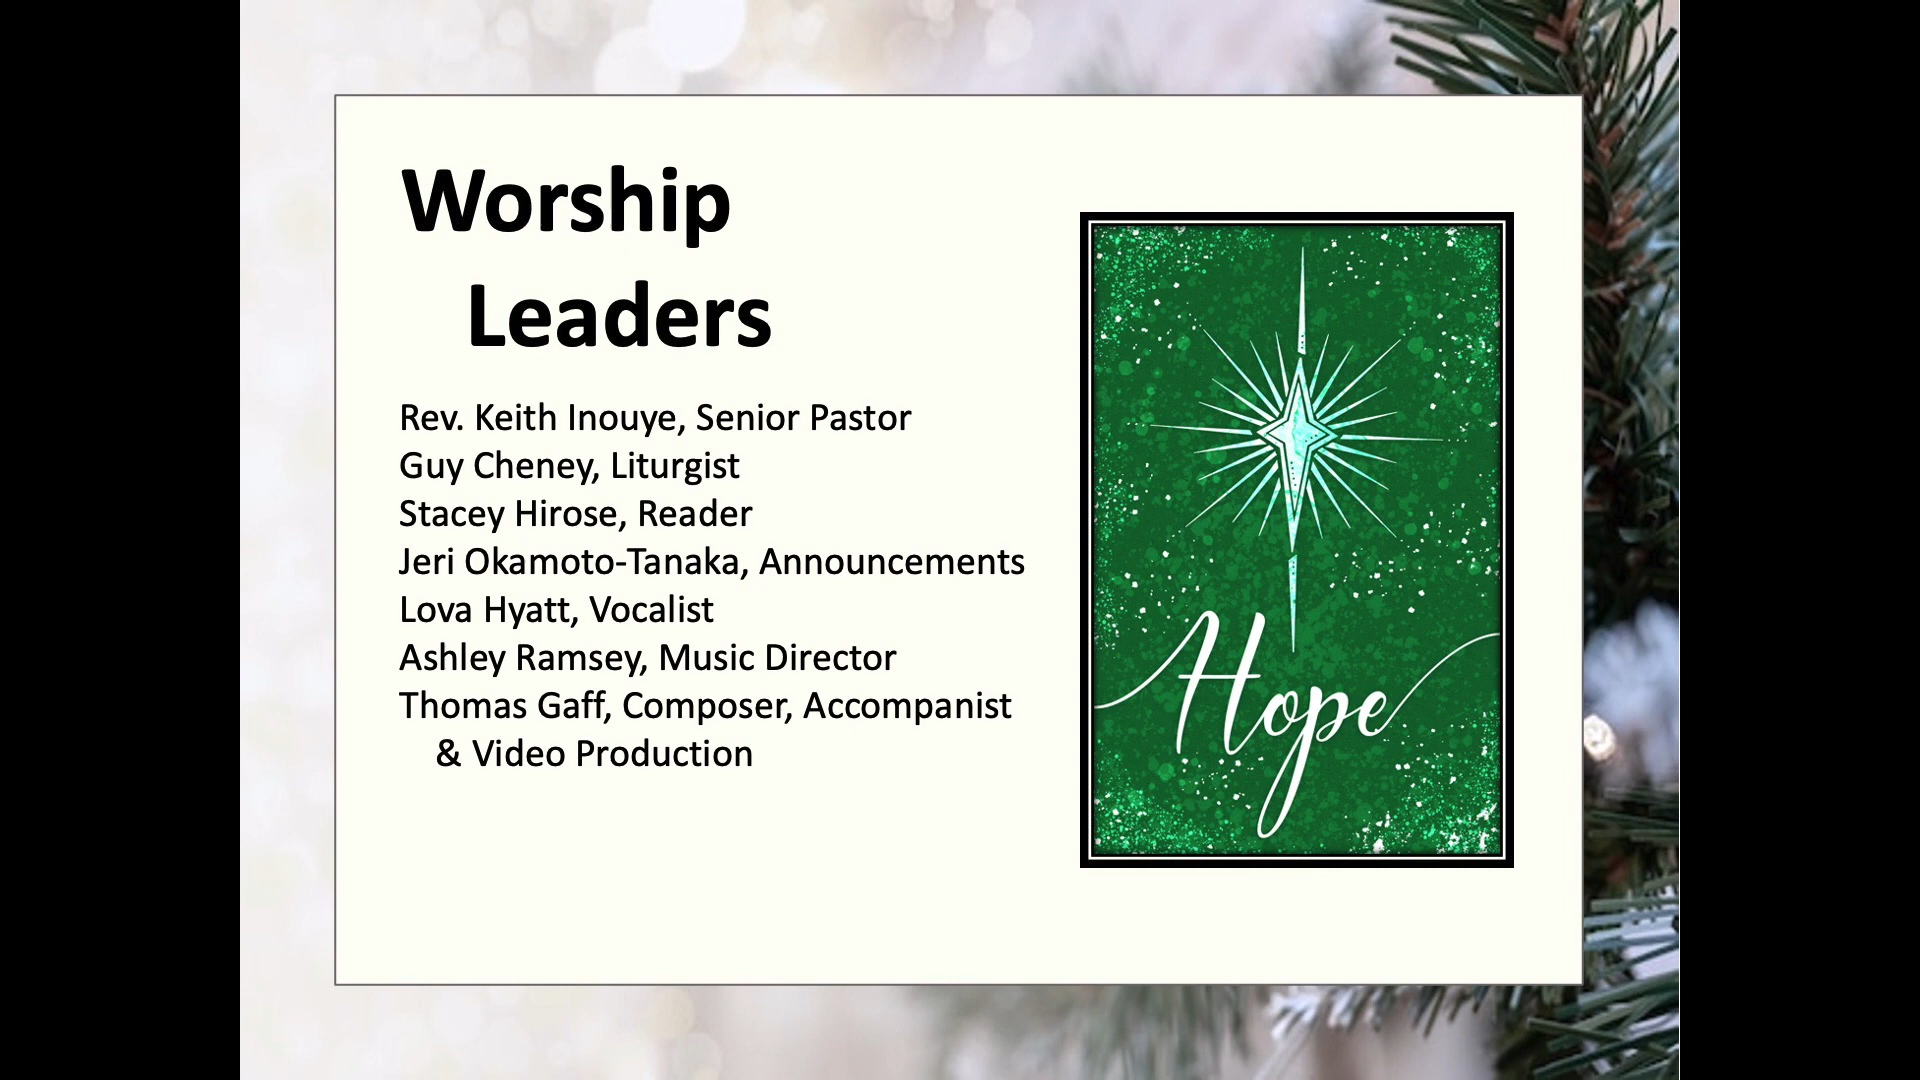 Worship
Leaders
Rev. Keith Inouye, Senior Pastor
Guy Cheney, Liturgist
Stacey Hirose, Reader
Jeri Okamoto-Tanaka, Announcements
Lova Hyatt, Vocalist
Ashley Ramsey, Music Director
Thomas Gaff, Composer, Accompanist
& Video Production
Hope